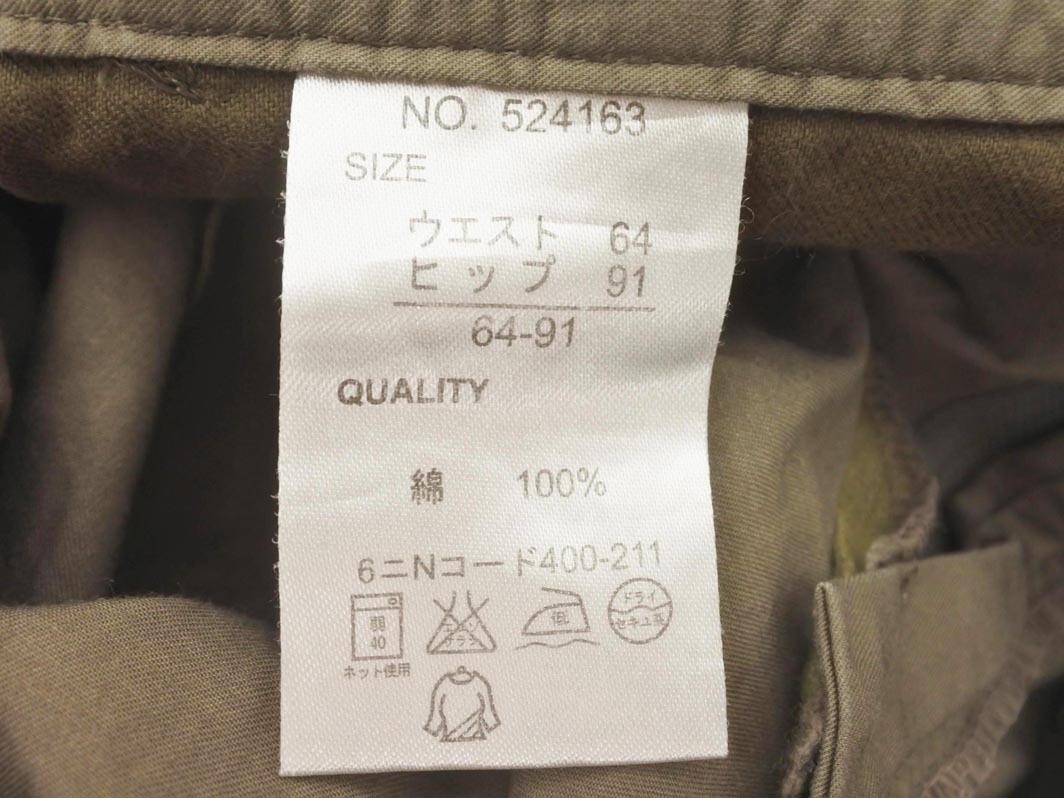 NO. 524163
SIZE
ウエスト 64
ヒップ 91
64-91
QUALITY
綿 100%
6ニNコード400-211
弱
40
ネット使用
エンソ
サラシ
低
ドライ
セキユ系